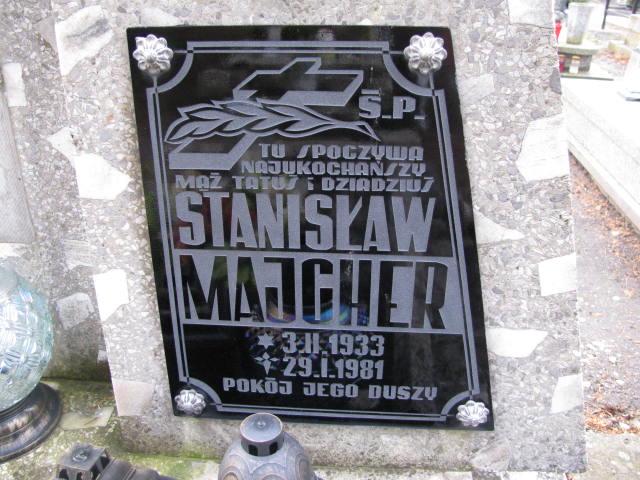 Ś.P.
TU SPOCZYWA
NAJUKOCHAŃSZY
MĄŻ TATUŚ i DZIADZIUŚ
STANISŁAW
MAJCHER
3.II.1933
29.I.1981
POKÓJ JEGO DUSZY